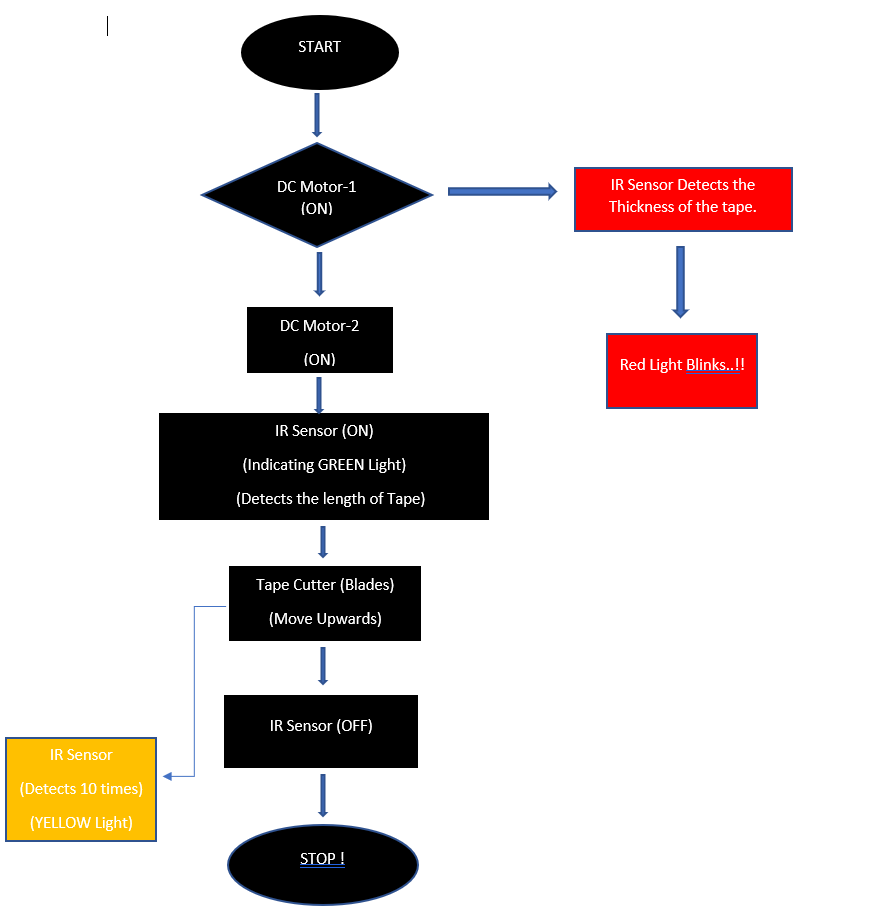 START
DC Motor-1
(ON)
IR Sensor Detects the
Thickness of the tape.
DC Motor-2
(ON)
Red Light Blinks..!!
IR Sensor (ON)
(Indicating GREEN Light)
(Detects the length of Tape)
Tape Cutter (Blades)
(Move Upwards)
IR Sensor (OFF)
IR Sensor
(Detects 10 times)
(YELLOW Light)
STOP !